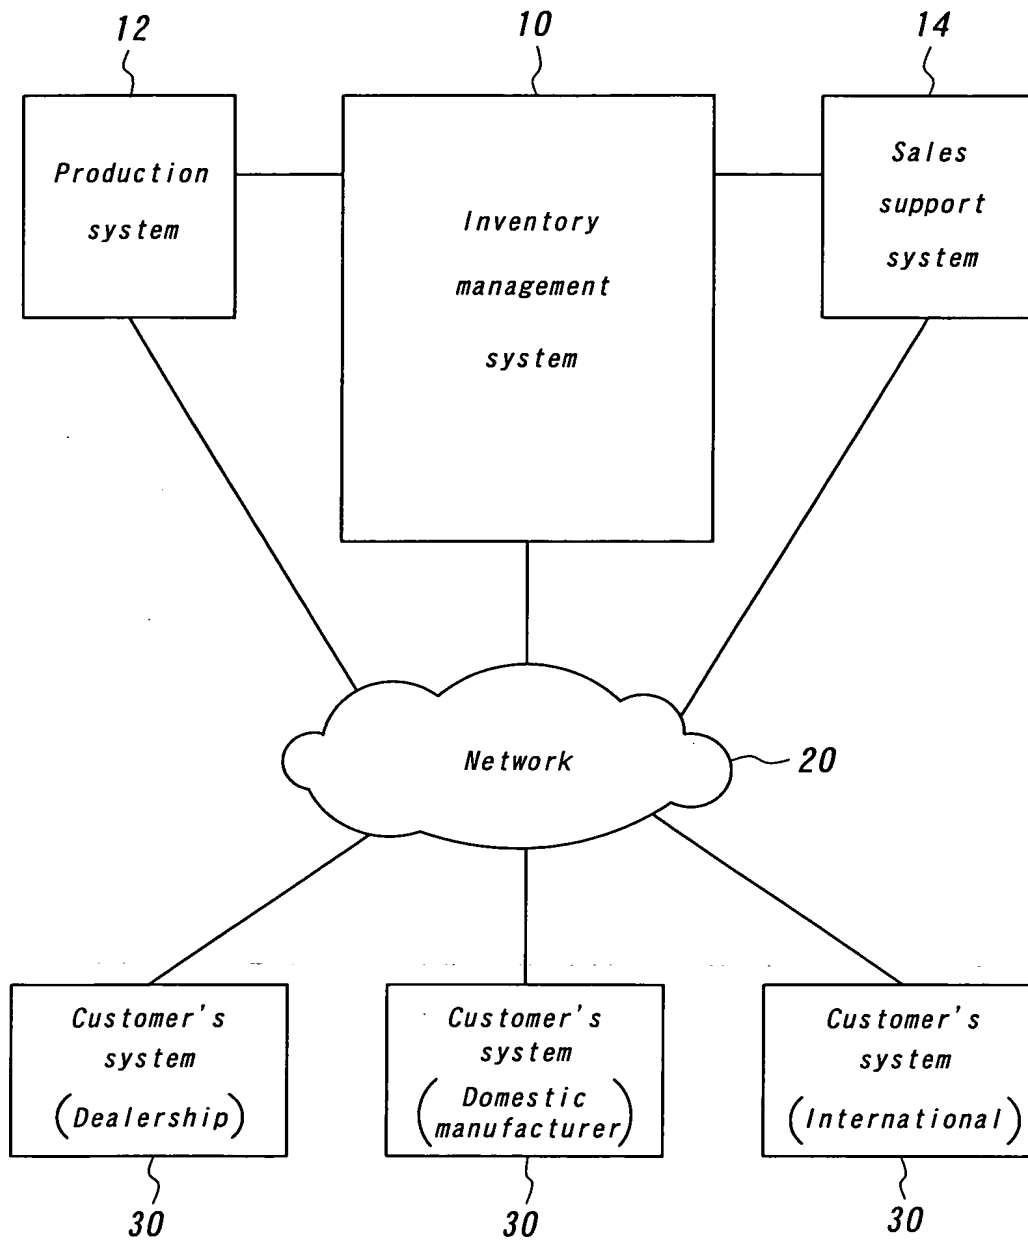 12
10
14
Production
system
Inventory
management
system
Sales
support
system
Network
20
Customer's
system
(Dealership)
30
Customer's
system
(Domestic
manufacturer)
30
Customer's
system
(International)
30